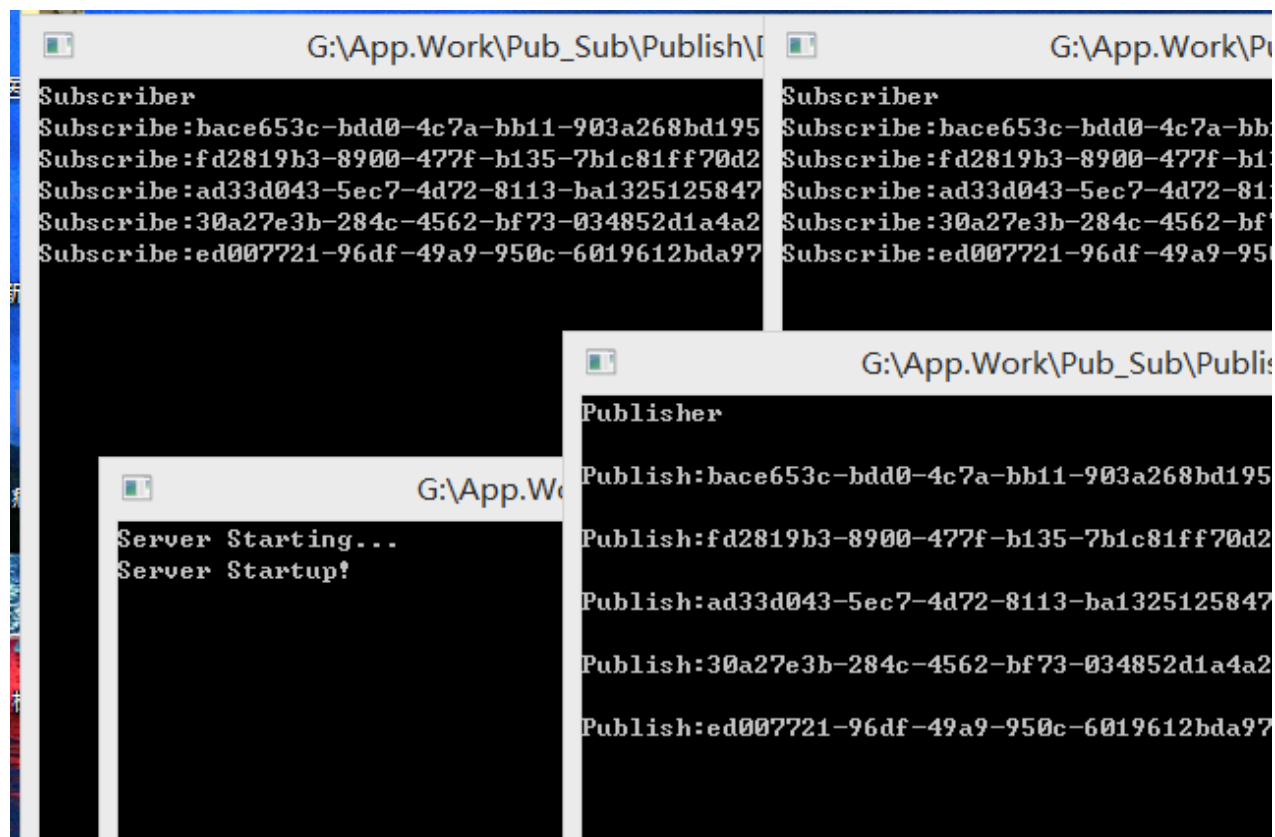 G:\App.Work\Pub_Sub\Publish\
Subscriber
Subscribe:bace653c-bdd0-4c7a-bb11-903a268bd195
Subscribe:fd2819b3-8900-477f-b135-7b1c81ff70d2
Subscribe:ad33d043-5ec7-4d72-8113-ba1325125847
Subscribe:30a27e3b-284c-4562-bf73-034852d1a4a2
Subscribe:ed007721-96df-49a9-950c-6019612bda97
G:\App.Work\P
Subscriber
Subscribe:bace653c-bdd0-4c7a-bb
Subscribe:fd2819b3-8900-477f-b1
Subscribe:ad33d043-5ec7-4d72-81
Subscribe:30a27e3b-284c-4562-bf
Subscribe:ed007721-96df-49a9-95
G:\App.W
Server Starting...
Server Startup!
G:\App.Work\Pub_Sub\Publis
Publisher
Publish:bace653c-bdd0-4c7a-bb11-903a268bd195
Publish:fd2819b3-8900-477f-b135-7b1c81ff70d2
Publish:ad33d043-5ec7-4d72-8113-ba1325125847
Publish:30a27e3b-284c-4562-bf73-034852d1a4a2
Publish:ed007721-96df-49a9-950c-6019612bda97